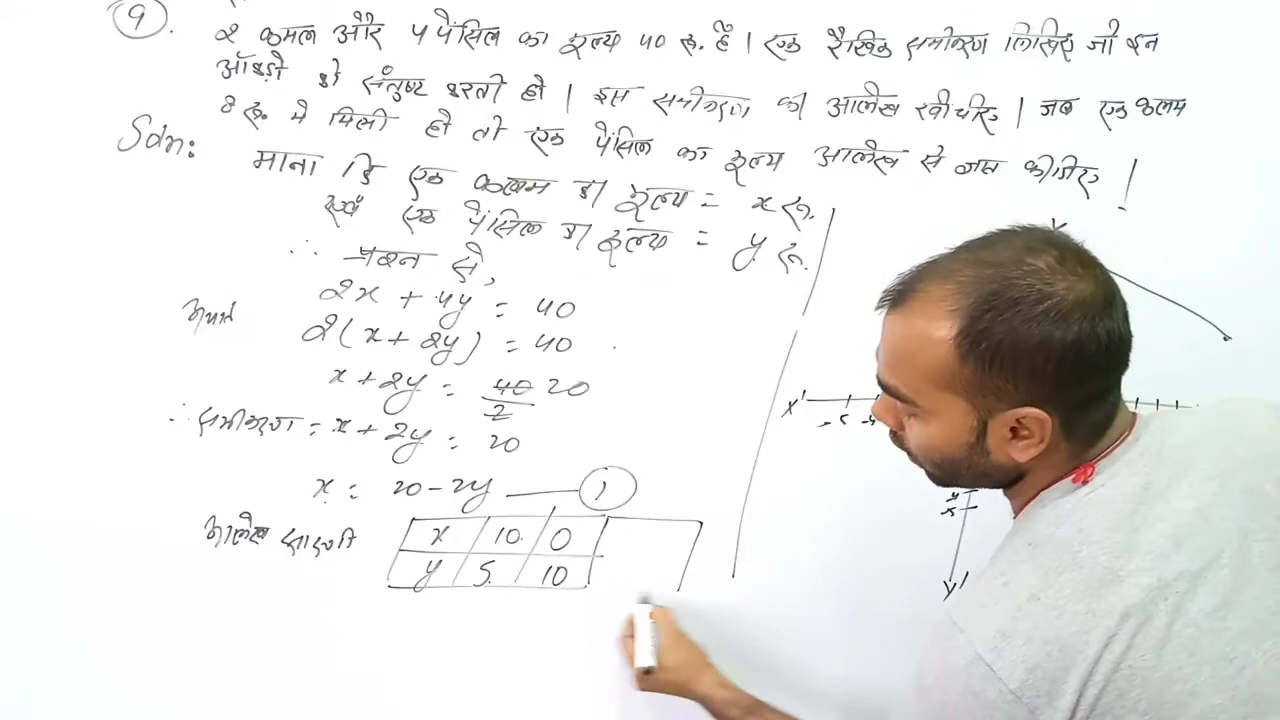 9. २ कमल और ४ पेंसिल का मूल्य ४० रू. हैं । एक रैखिक समीकरण लिखिए जो इन
आँकड़ो को संतुष्ट करती हो । इस समीकरण का आलेख खींचीए । जब एक कलम
8 रू. मे मिली हो तो एक पेंसिल का मूल्य आलेख से ज्ञात कीजिए !
Soln:
माना कि एक कलम का मूल्य = x रू.
एवं एक पेंसिल का मूल्य = y रू.
∴ प्रश्न से,
2x + 4y = 40
अर्थात 2(x + 2y) = 40
x + 2y = 40/2 20
∴ समीकरण = x + 2y = 20
x = 20 - 2y — 1
आलेख सारणी
x 10 0
y 5 10
X'
Y'